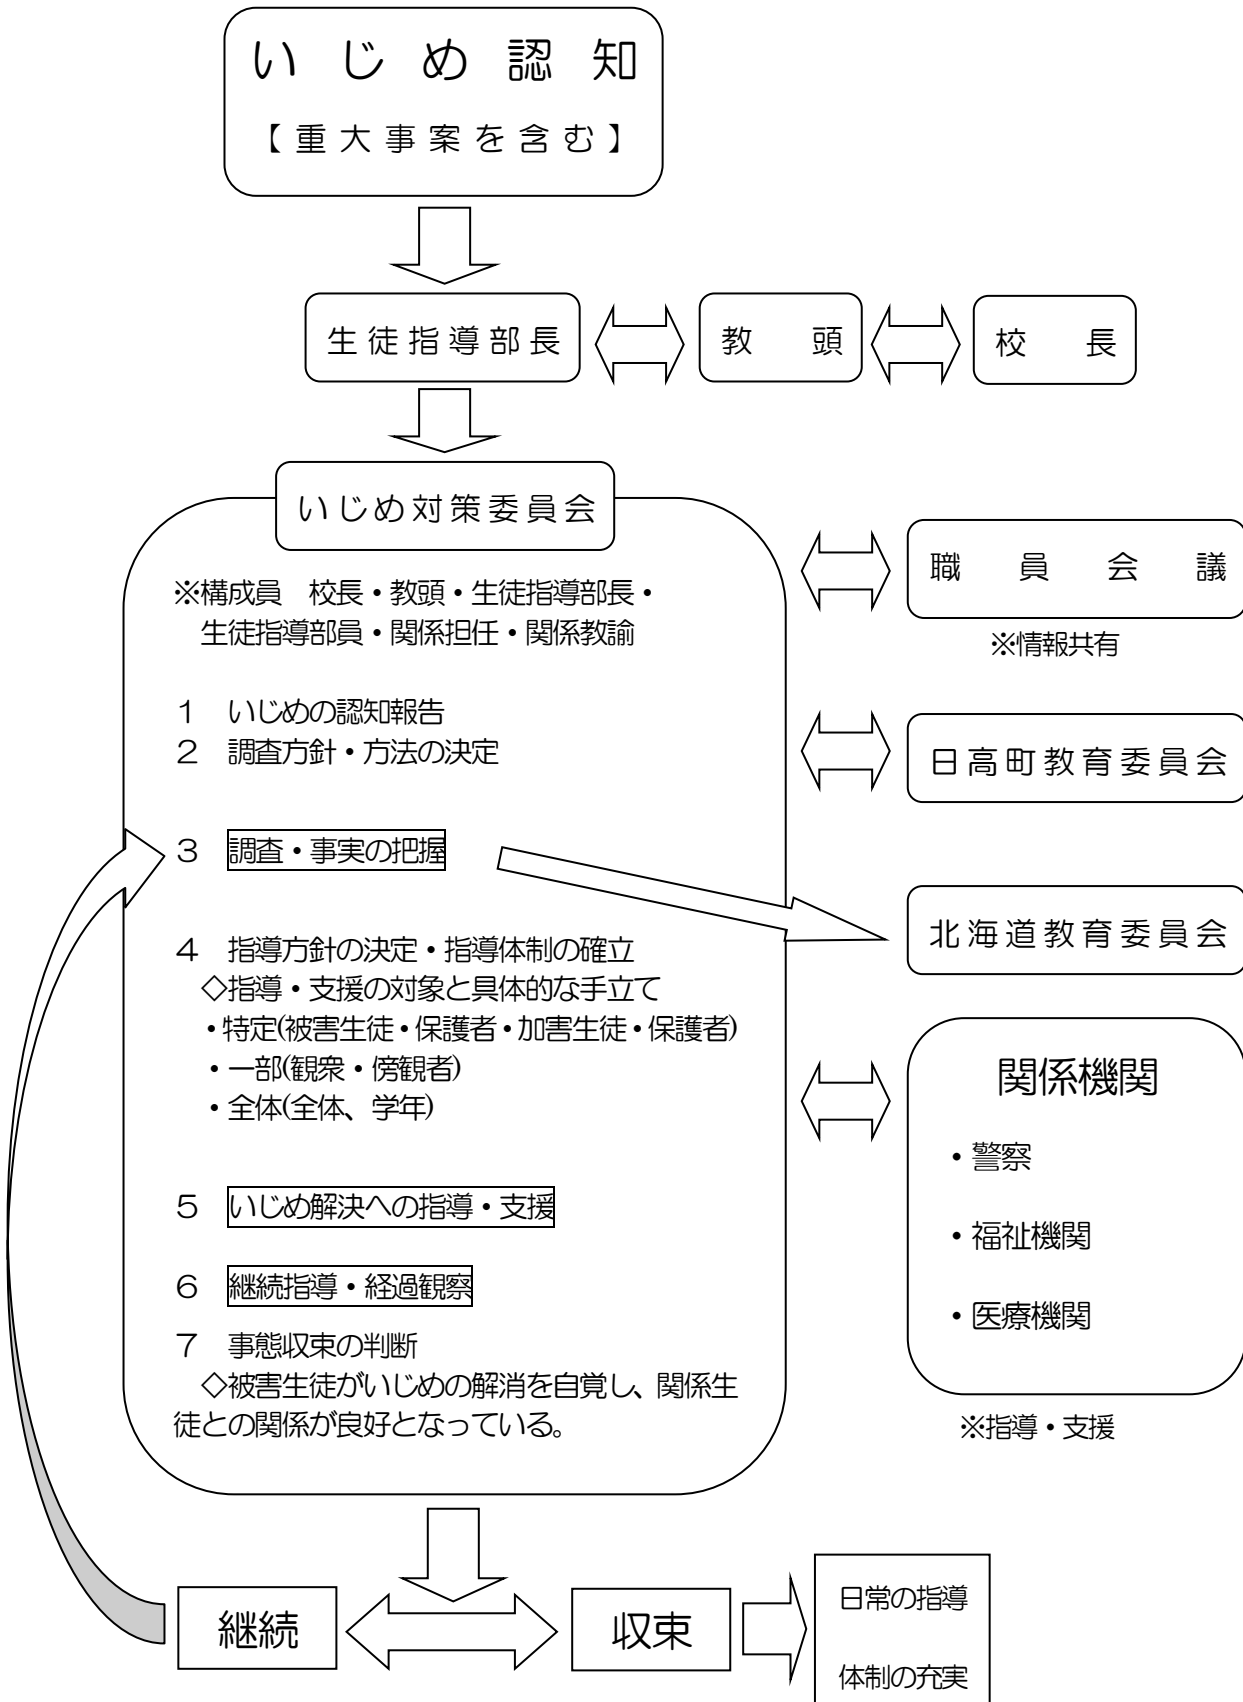 いじめ認知
【重大事案を含む】
生徒指導部長
教頭
校長
いじめ対策委員会
※構成員　校長・教頭・生徒指導部長・
生徒指導部員・関係担任・関係教諭
1　いじめの認知報告
2　調査方針・方法の決定
3　調査・事実の把握
4　指導方針の決定・指導体制の確立
◇指導・支援の対象と具体的な手立て
・特定(被害生徒・保護者・加害生徒・保護者)
・一部(観衆・傍観者)
・全体(全体、学年)
5　いじめ解決への指導・支援
6　継続指導・経過観察
7　事態収束の判断
◇被害生徒がいじめの解消を自覚し、関係生
徒との関係が良好となっている。
職員会議
※情報共有
日高町教育委員会
北海道教育委員会
関係機関
・警察
・福祉機関
・医療機関
※指導・支援
継続
収束
日常の指導
体制の充実